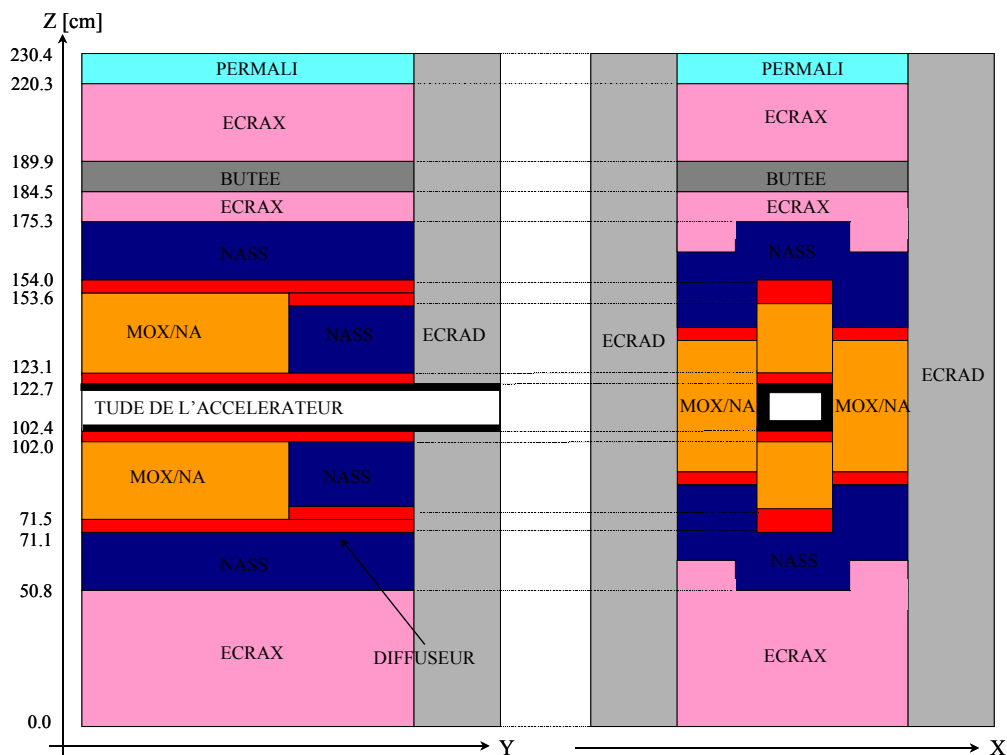 Z [cm]
230.4
220.3
189.9
184.5
175.3
154.0
153.6
123.1
122.7
102.4
102.0
71.5
71.1
50.8
0.0
PERMALI
ECRAX
BUTEE
ECRAX
NASS
MOX/NA
NASS
ECRAD
TUDE DE L'ACCELERATEUR
MOX/NA
NASS
NASS
DIFFUSEUR
ECRAX
Y
PERMALI
ECRAX
BUTEE
ECRAX
NASS
ECRAD
ECRAD
MOX/NA
MOX/NA
NASS
ECRAX
X